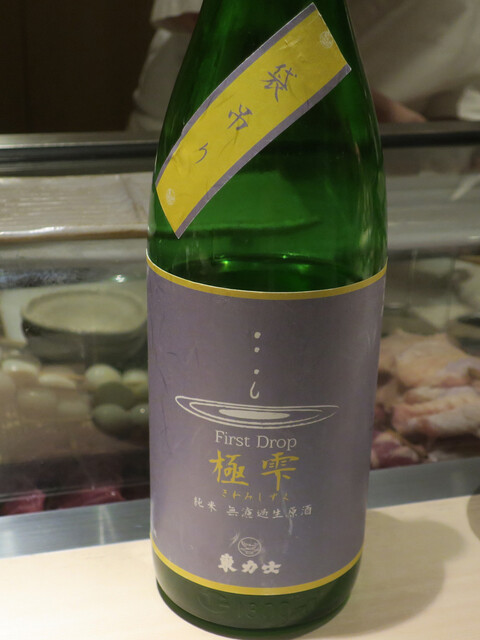 袋吊り
First Drop
極雫
きわみしずく
純米 無濾過生原酒
東力士